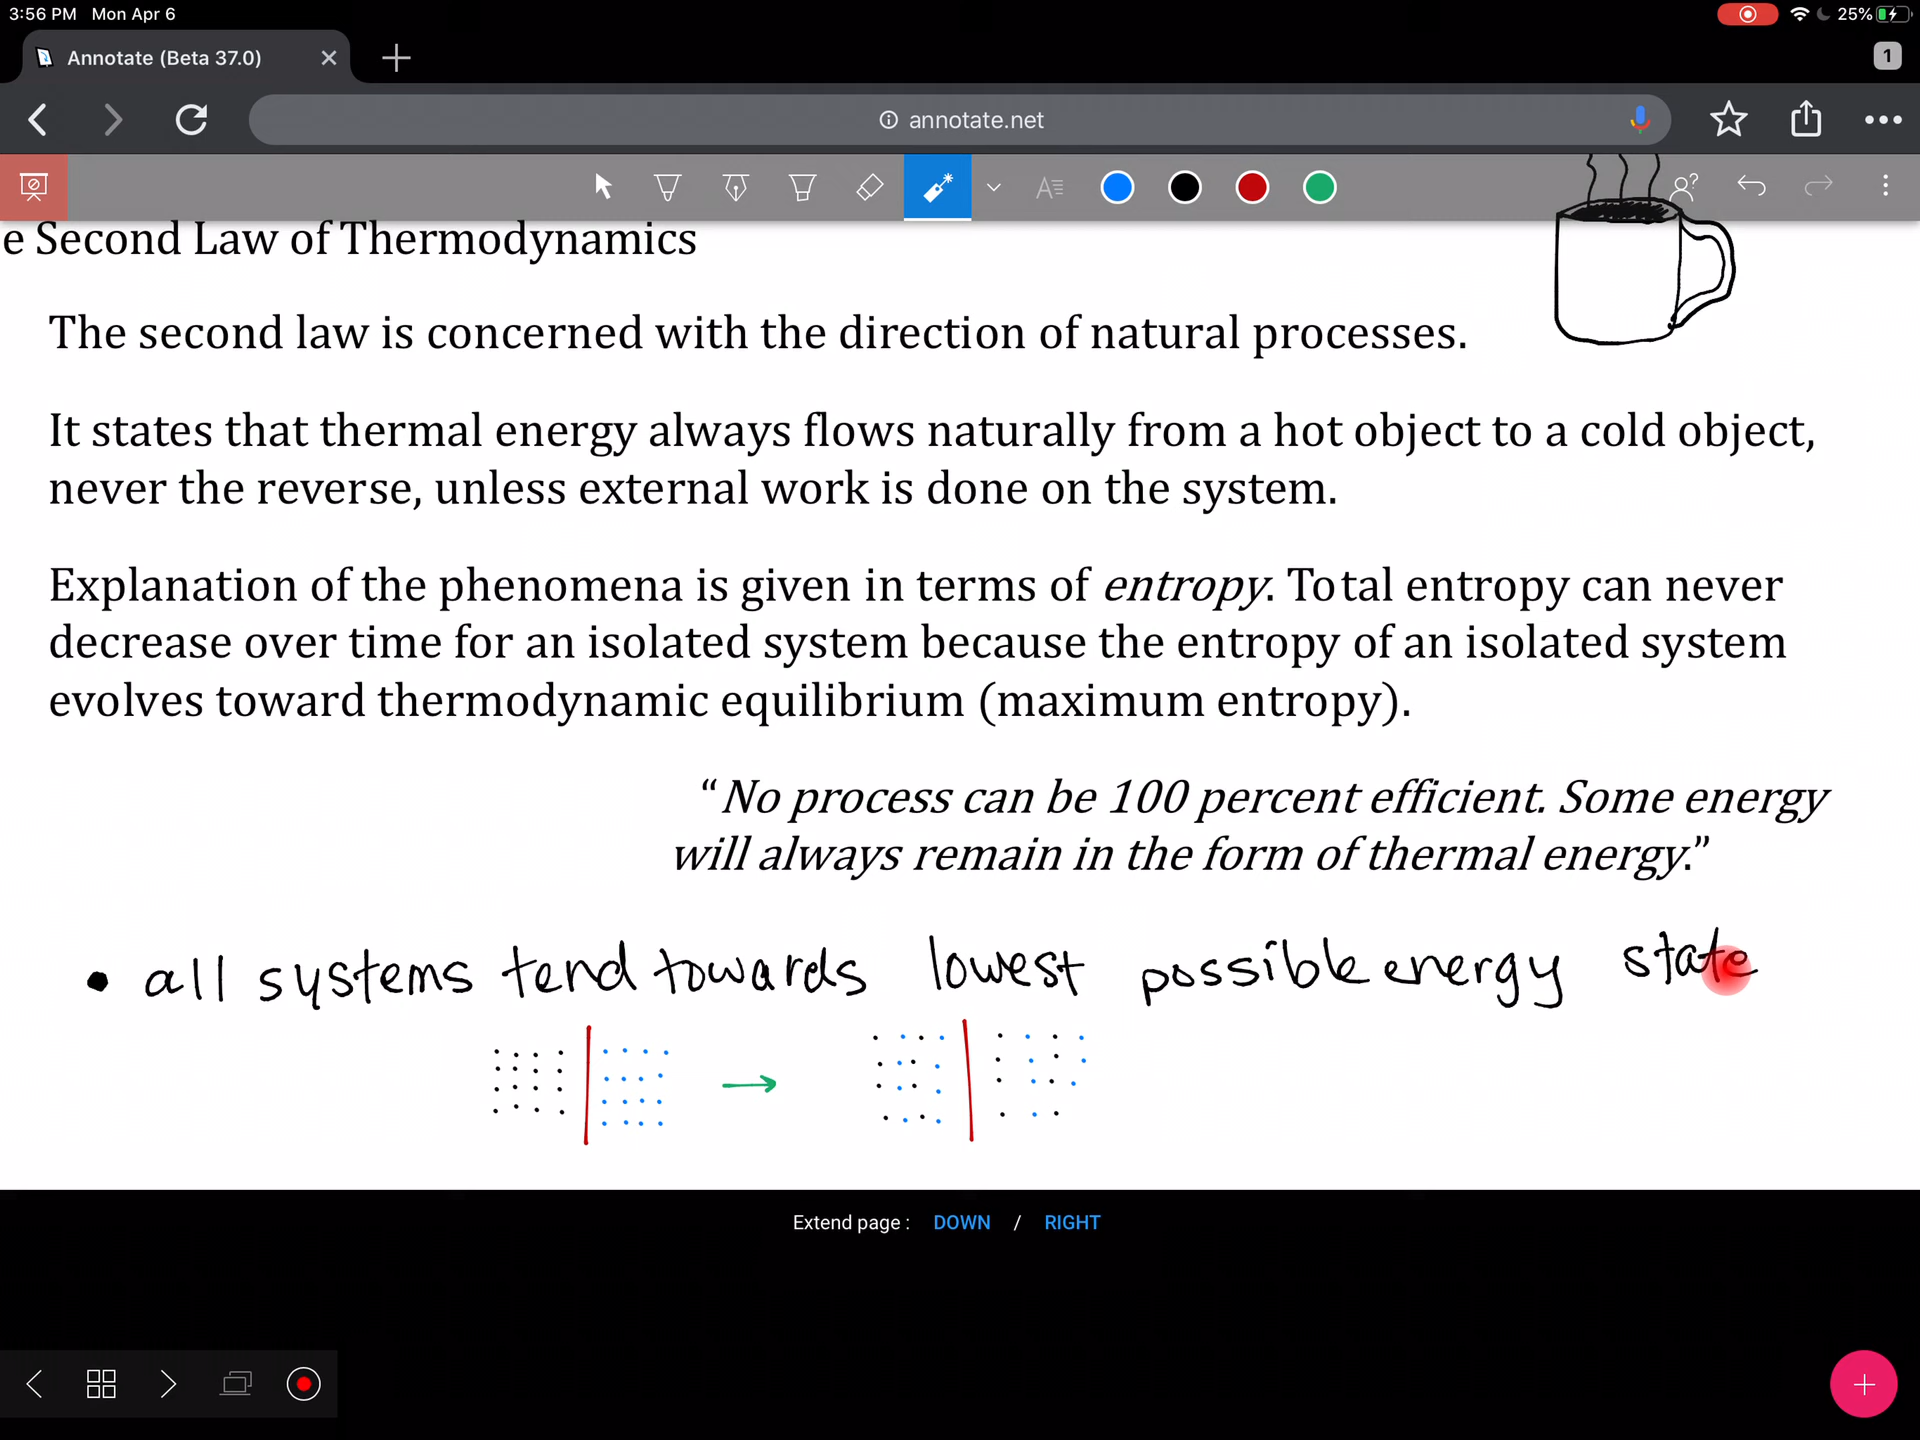 3:56 PM Mon Apr 6
25%
Annotate (Beta 37.0)
1
annotate.net
e Second Law of Thermodynamics
The second law is concerned with the direction of natural processes.
It states that thermal energy always flows naturally from a hot object to a cold object,
never the reverse, unless external work is done on the system.
Explanation of the phenomena is given in terms of entropy. Total entropy can never
decrease over time for an isolated system because the entropy of an isolated system
evolves toward thermodynamic equilibrium (maximum entropy).
“No process can be 100 percent efficient. Some energy
will always remain in the form of thermal energy.”
• all systems tend towards lowest possible energy state
Extend page : DOWN / RIGHT